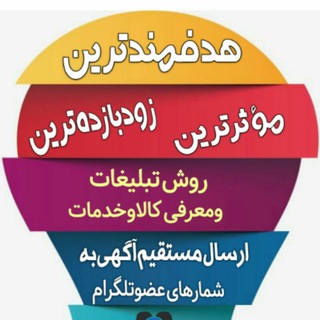 هدفمندترین
مؤثرترین زودبازده‌ترین
روش تبلیغات
ومعرفی کالاوخدمات
ارسال مستقیم آگهی به
شمارهای عضو تلگرام